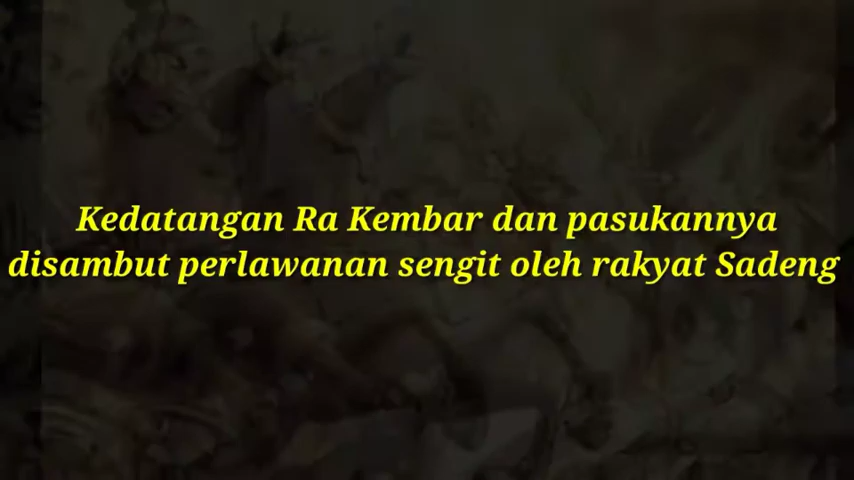 Kedatangan Ra Kembar dan pasukannya
disambut perlawanan sengit oleh rakyat Sadeng